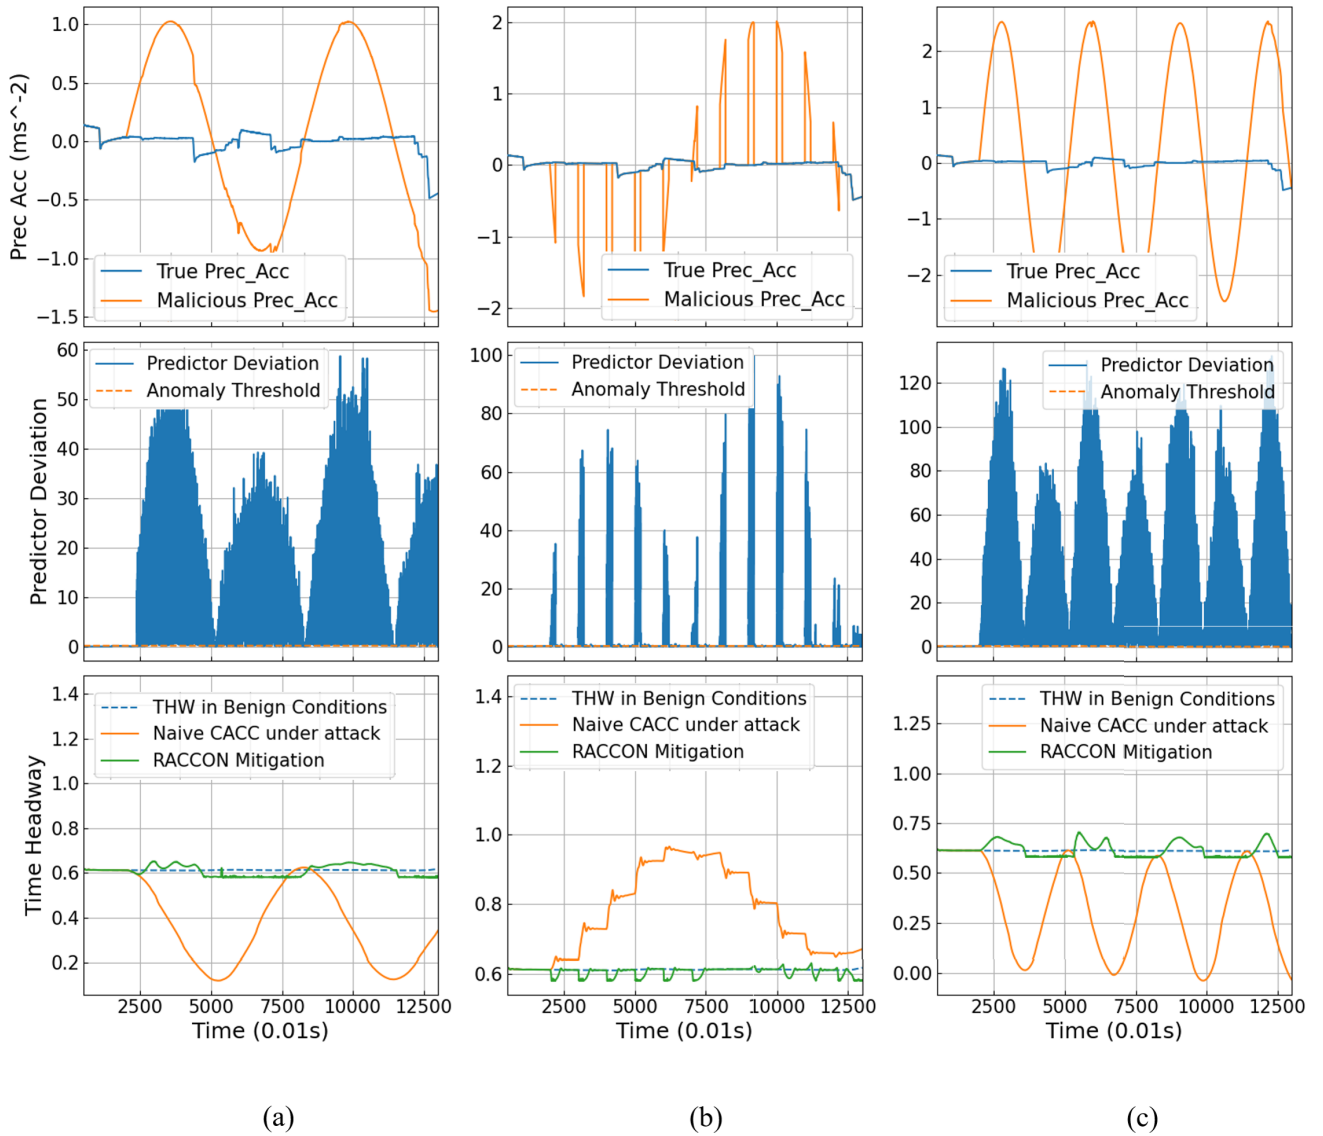 Prec Acc (ms^-2)
1.0
0.5
0.0
−0.5
−1.0
−1.5
True Prec_Acc
Malicious Prec_Acc
2
1
0
−1
−2
True Prec_Acc
Malicious Prec_Acc
2
1
0
−1
−2
True Prec_Acc
Malicious Prec_Acc
Predictor Deviation
60
50
40
30
20
10
0
Predictor Deviation
Anomaly Threshold
100
80
60
40
20
0
Predictor Deviation
Anomaly Threshold
120
100
80
60
40
20
0
Predictor Deviation
Anomaly Threshold
Time Headway
1.4
1.2
1.0
0.8
0.6
0.4
0.2
THW in Benign Conditions
Naive CACC under attack
RACCON Mitigation
2500 5000 7500 10000 12500
Time (0.01s)
1.4
1.2
1.0
0.8
0.6
THW in Benign Conditions
Naive CACC under attack
RACCON Mitigation
2500 5000 7500 10000 12500
Time (0.01s)
1.25
1.00
0.75
0.50
0.25
0.00
THW in Benign Conditions
Naive CACC under attack
RACCON Mitigation
2500 5000 7500 10000 12500
Time (0.01s)
(a) (b) (c)